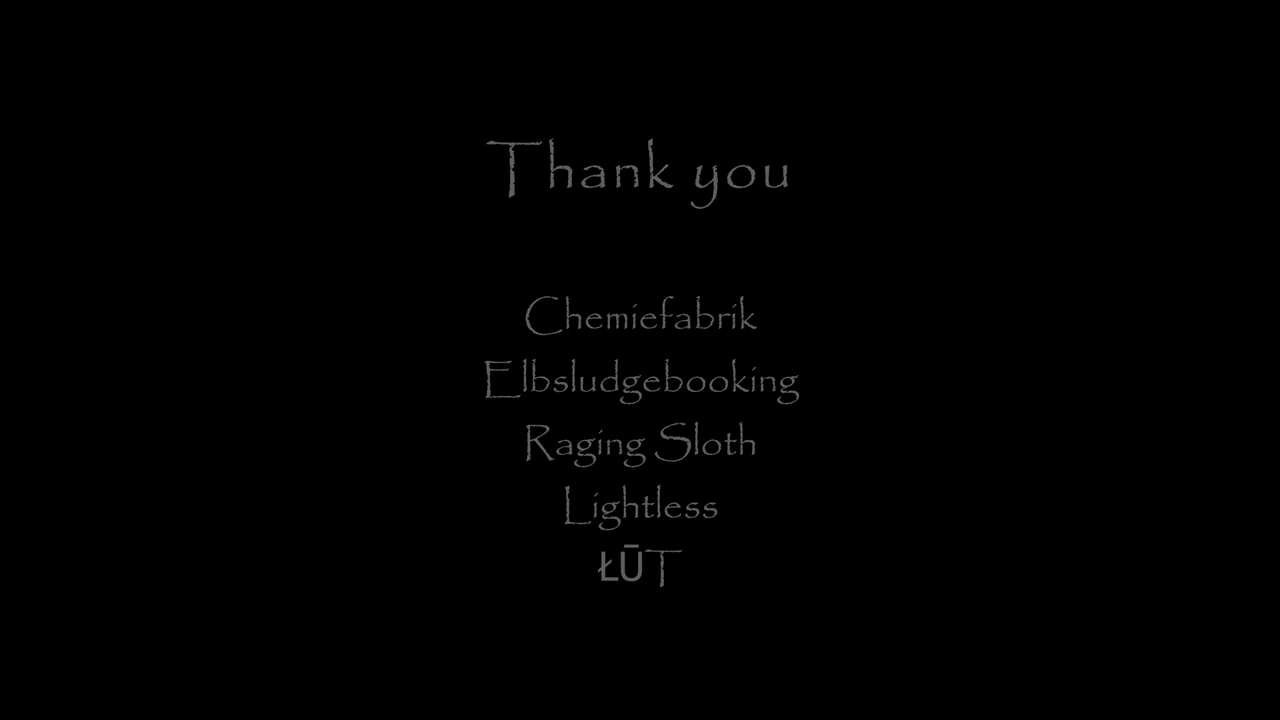 Thank you
Chemiefabrik
Elbsludgebooking
Raging Sloth
Lightless
ŁŪT